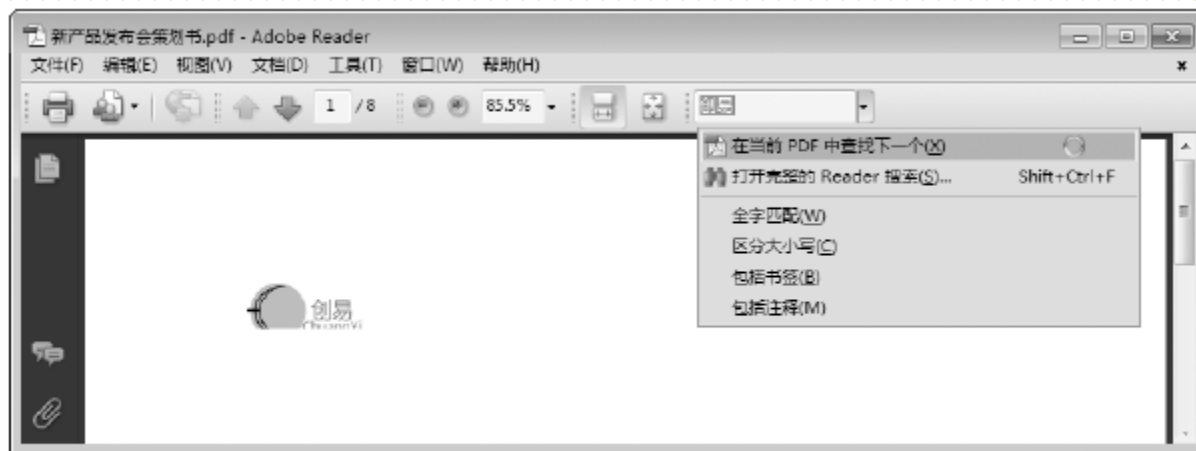 新产品发布会策划书.pdf - Adobe Reader
文件(F) 编辑(E) 视图(V) 文档(D) 工具(T) 窗口(W) 帮助(H)
1 /8 85.5% 创易
在当前 PDF 中查找下一个(X)
打开完整的 Reader 搜索(S)... Shift+Ctrl+F
全字匹配(W)
区分大小写(C)
包括书签(B)
包括注释(M)
创易
ChuangYi